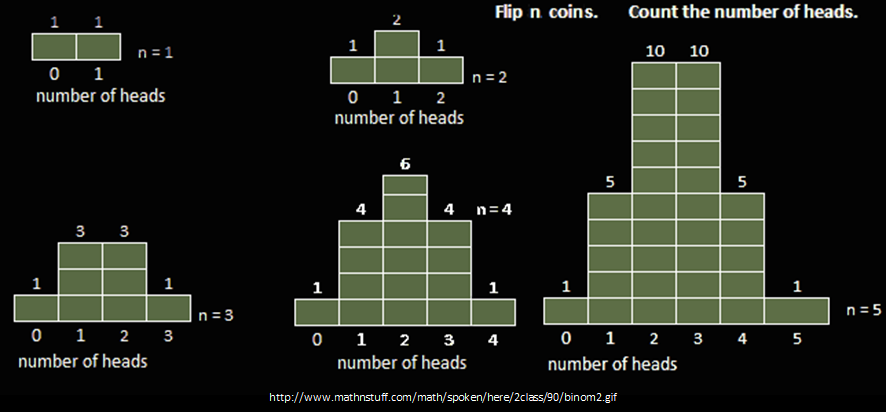 Flip n coins. Count the number of heads.
1 1
n = 1
0 1
number of heads
2
1 1
n = 2
0 1 2
number of heads
3 3
1 1
n = 3
0 1 2 3
number of heads
6
4 4 n = 4
1 1
0 1 2 3 4
number of heads
10 10
5 5
1 1
n = 5
0 1 2 3 4 5
number of heads
http://www.mathnstuff.com/math/spoken/here/2class/90/binom2.gif